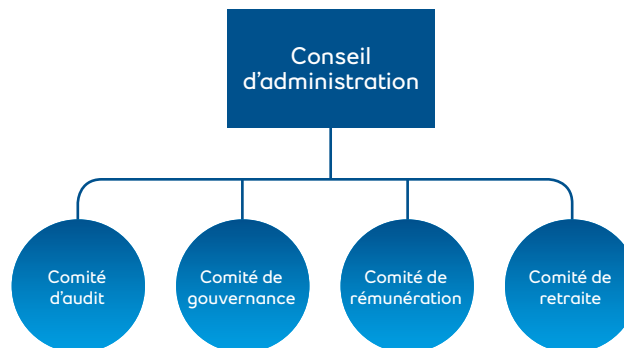 Conseil
d’administration
Comité
d’audit
Comité de
gouvernance
Comité de
rémunération
Comité de
retraite